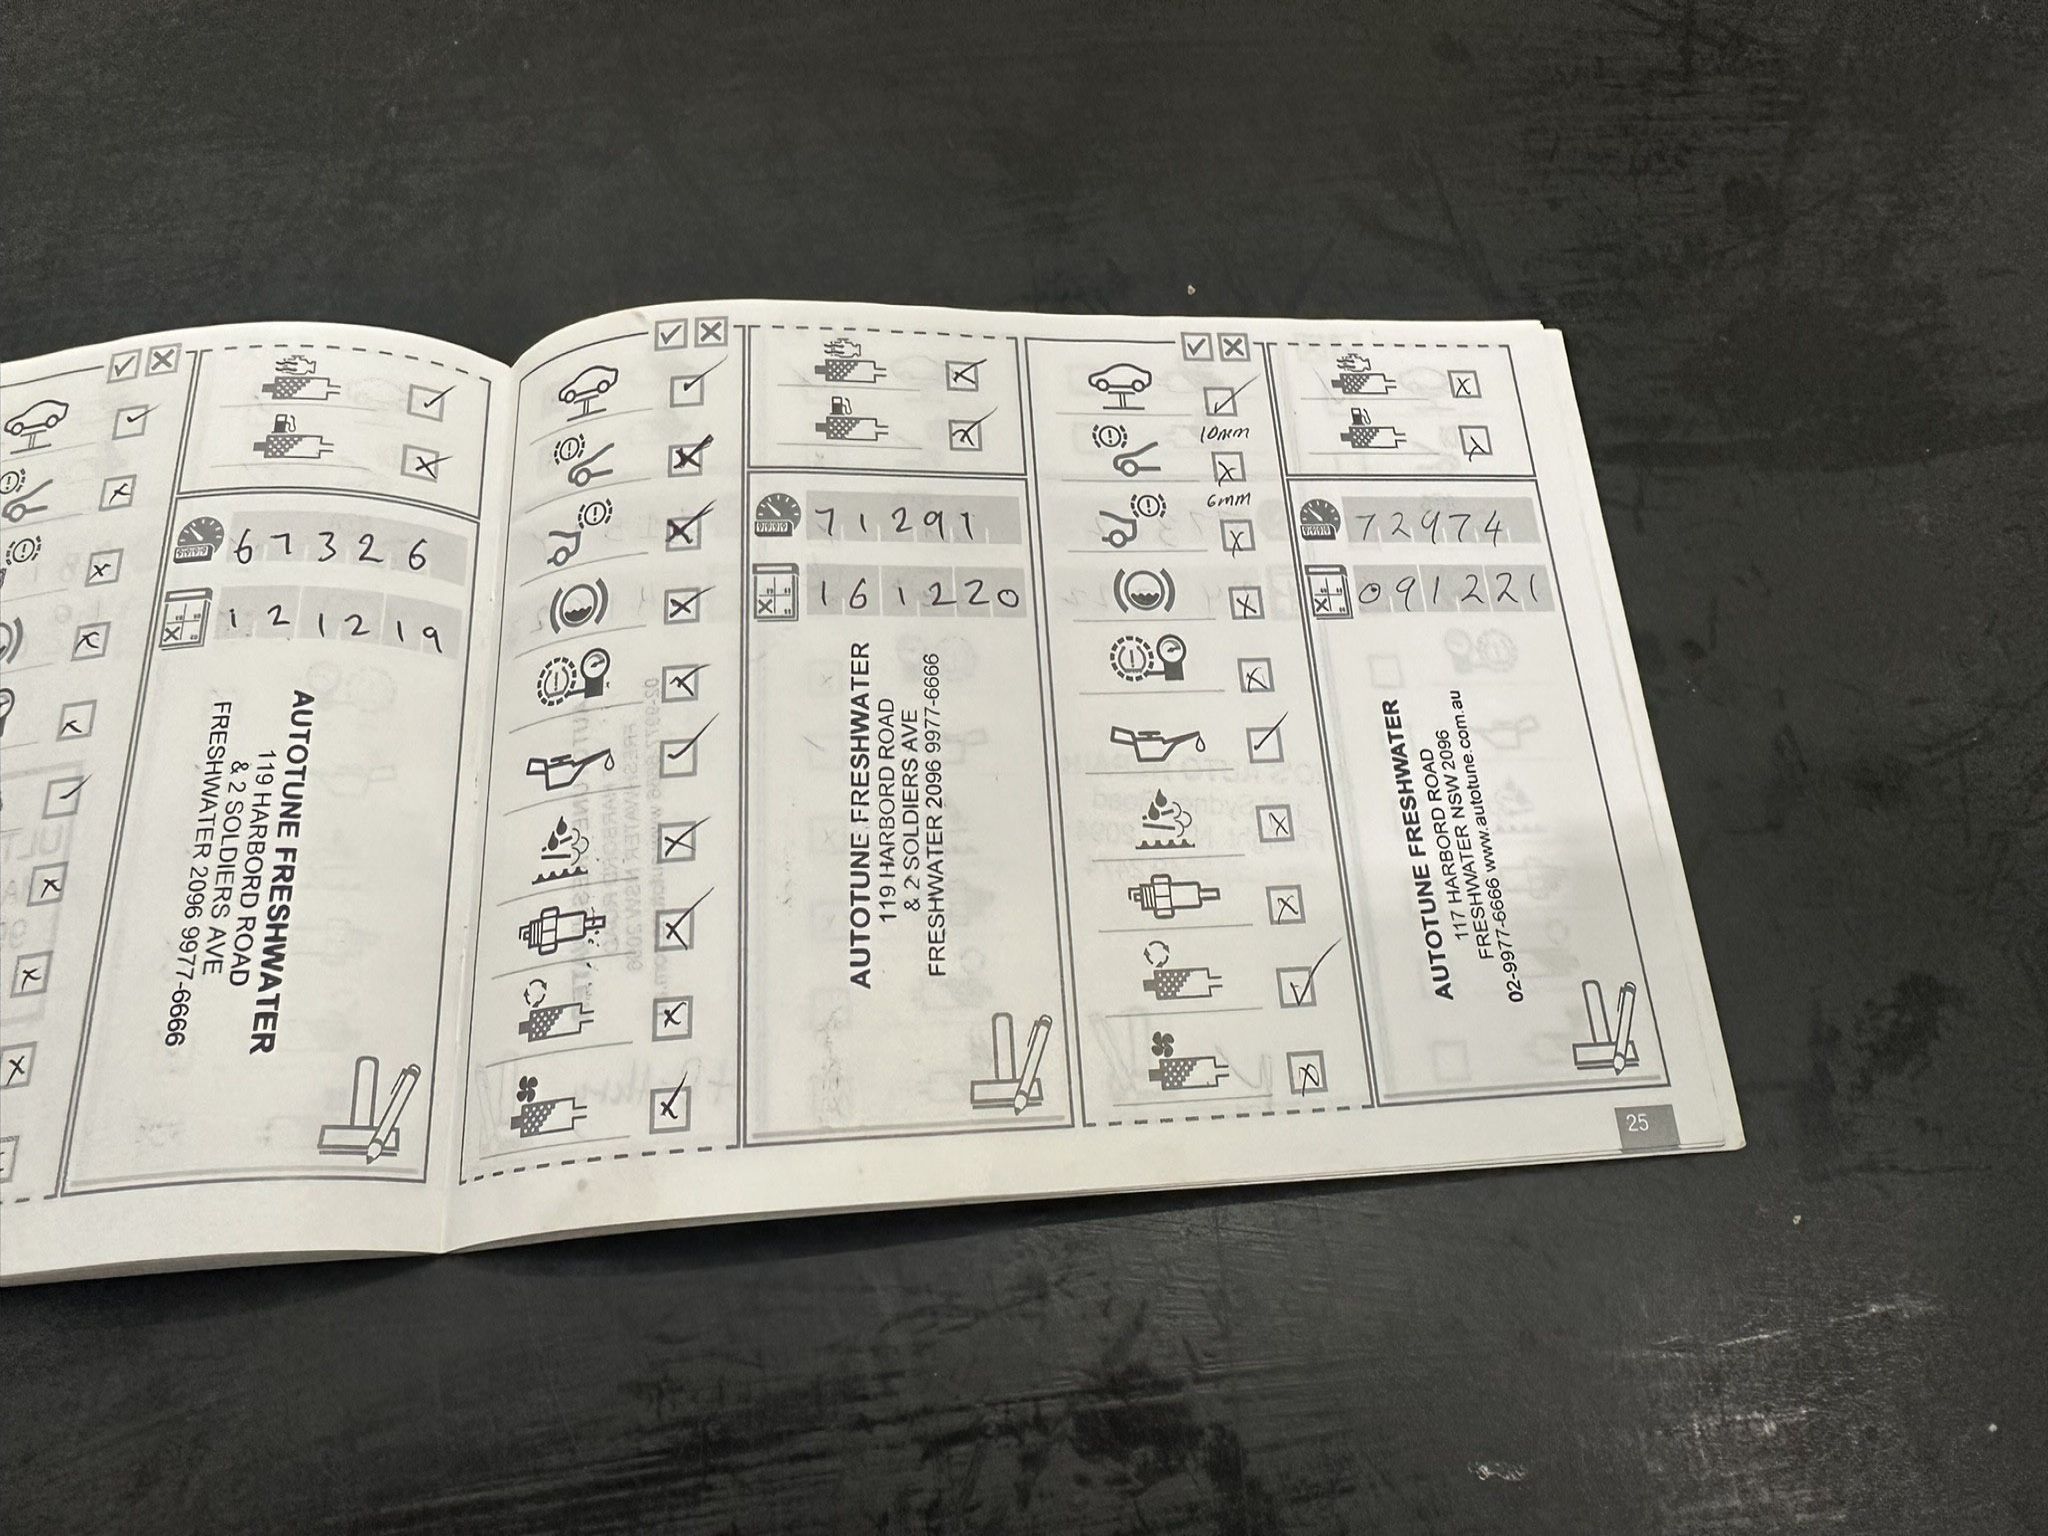 67326
121219
AUTOTUNE FRESHWATER
119 HARBORD ROAD
& 2 SOLDIERS AVE
FRESHWATER 2096 9977-6666
71291
161220
AUTOTUNE FRESHWATER
119 HARBORD ROAD
& 2 SOLDIERS AVE
FRESHWATER 2096 9977-6666
10mm
6mm
72974
091221
AUTOTUNE FRESHWATER
117 HARBORD ROAD
FRESHWATER NSW 2096
02-9977-6666 www.autotune.com.au
25